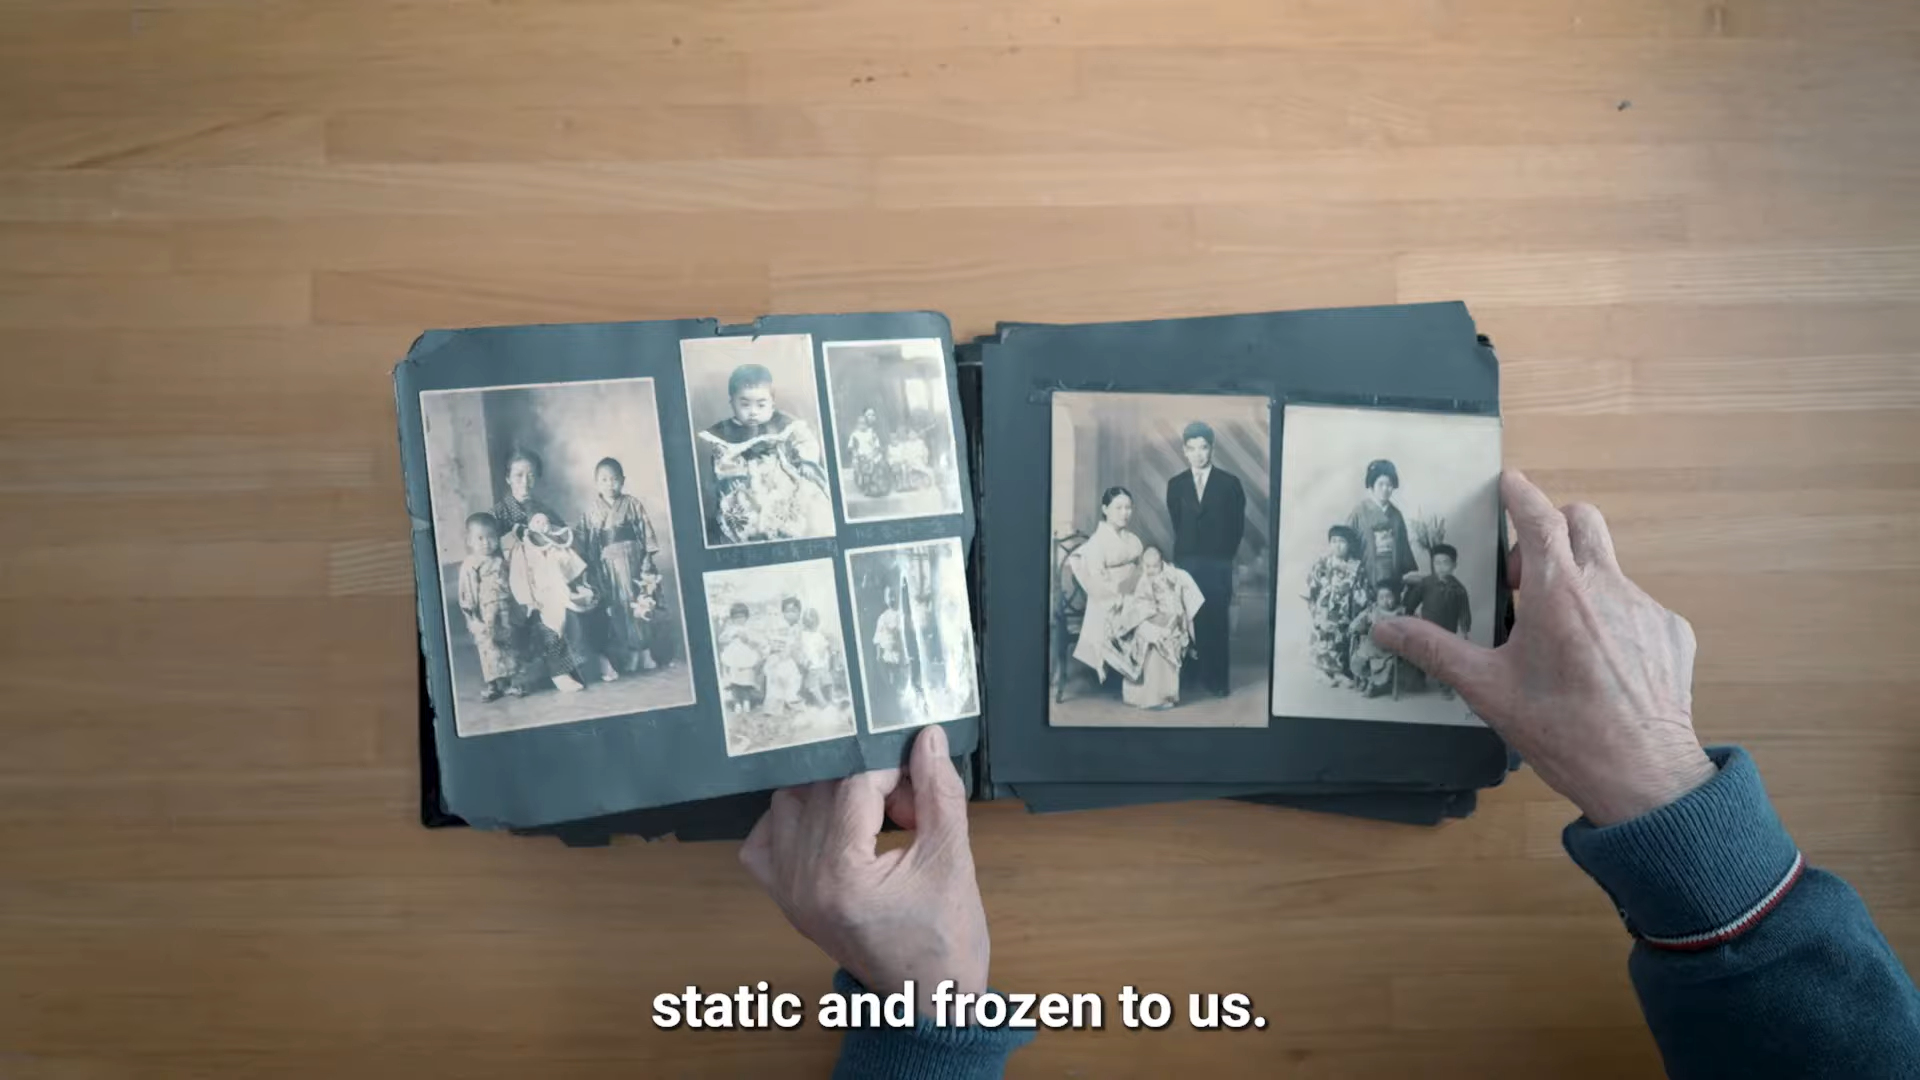 static and frozen to us.